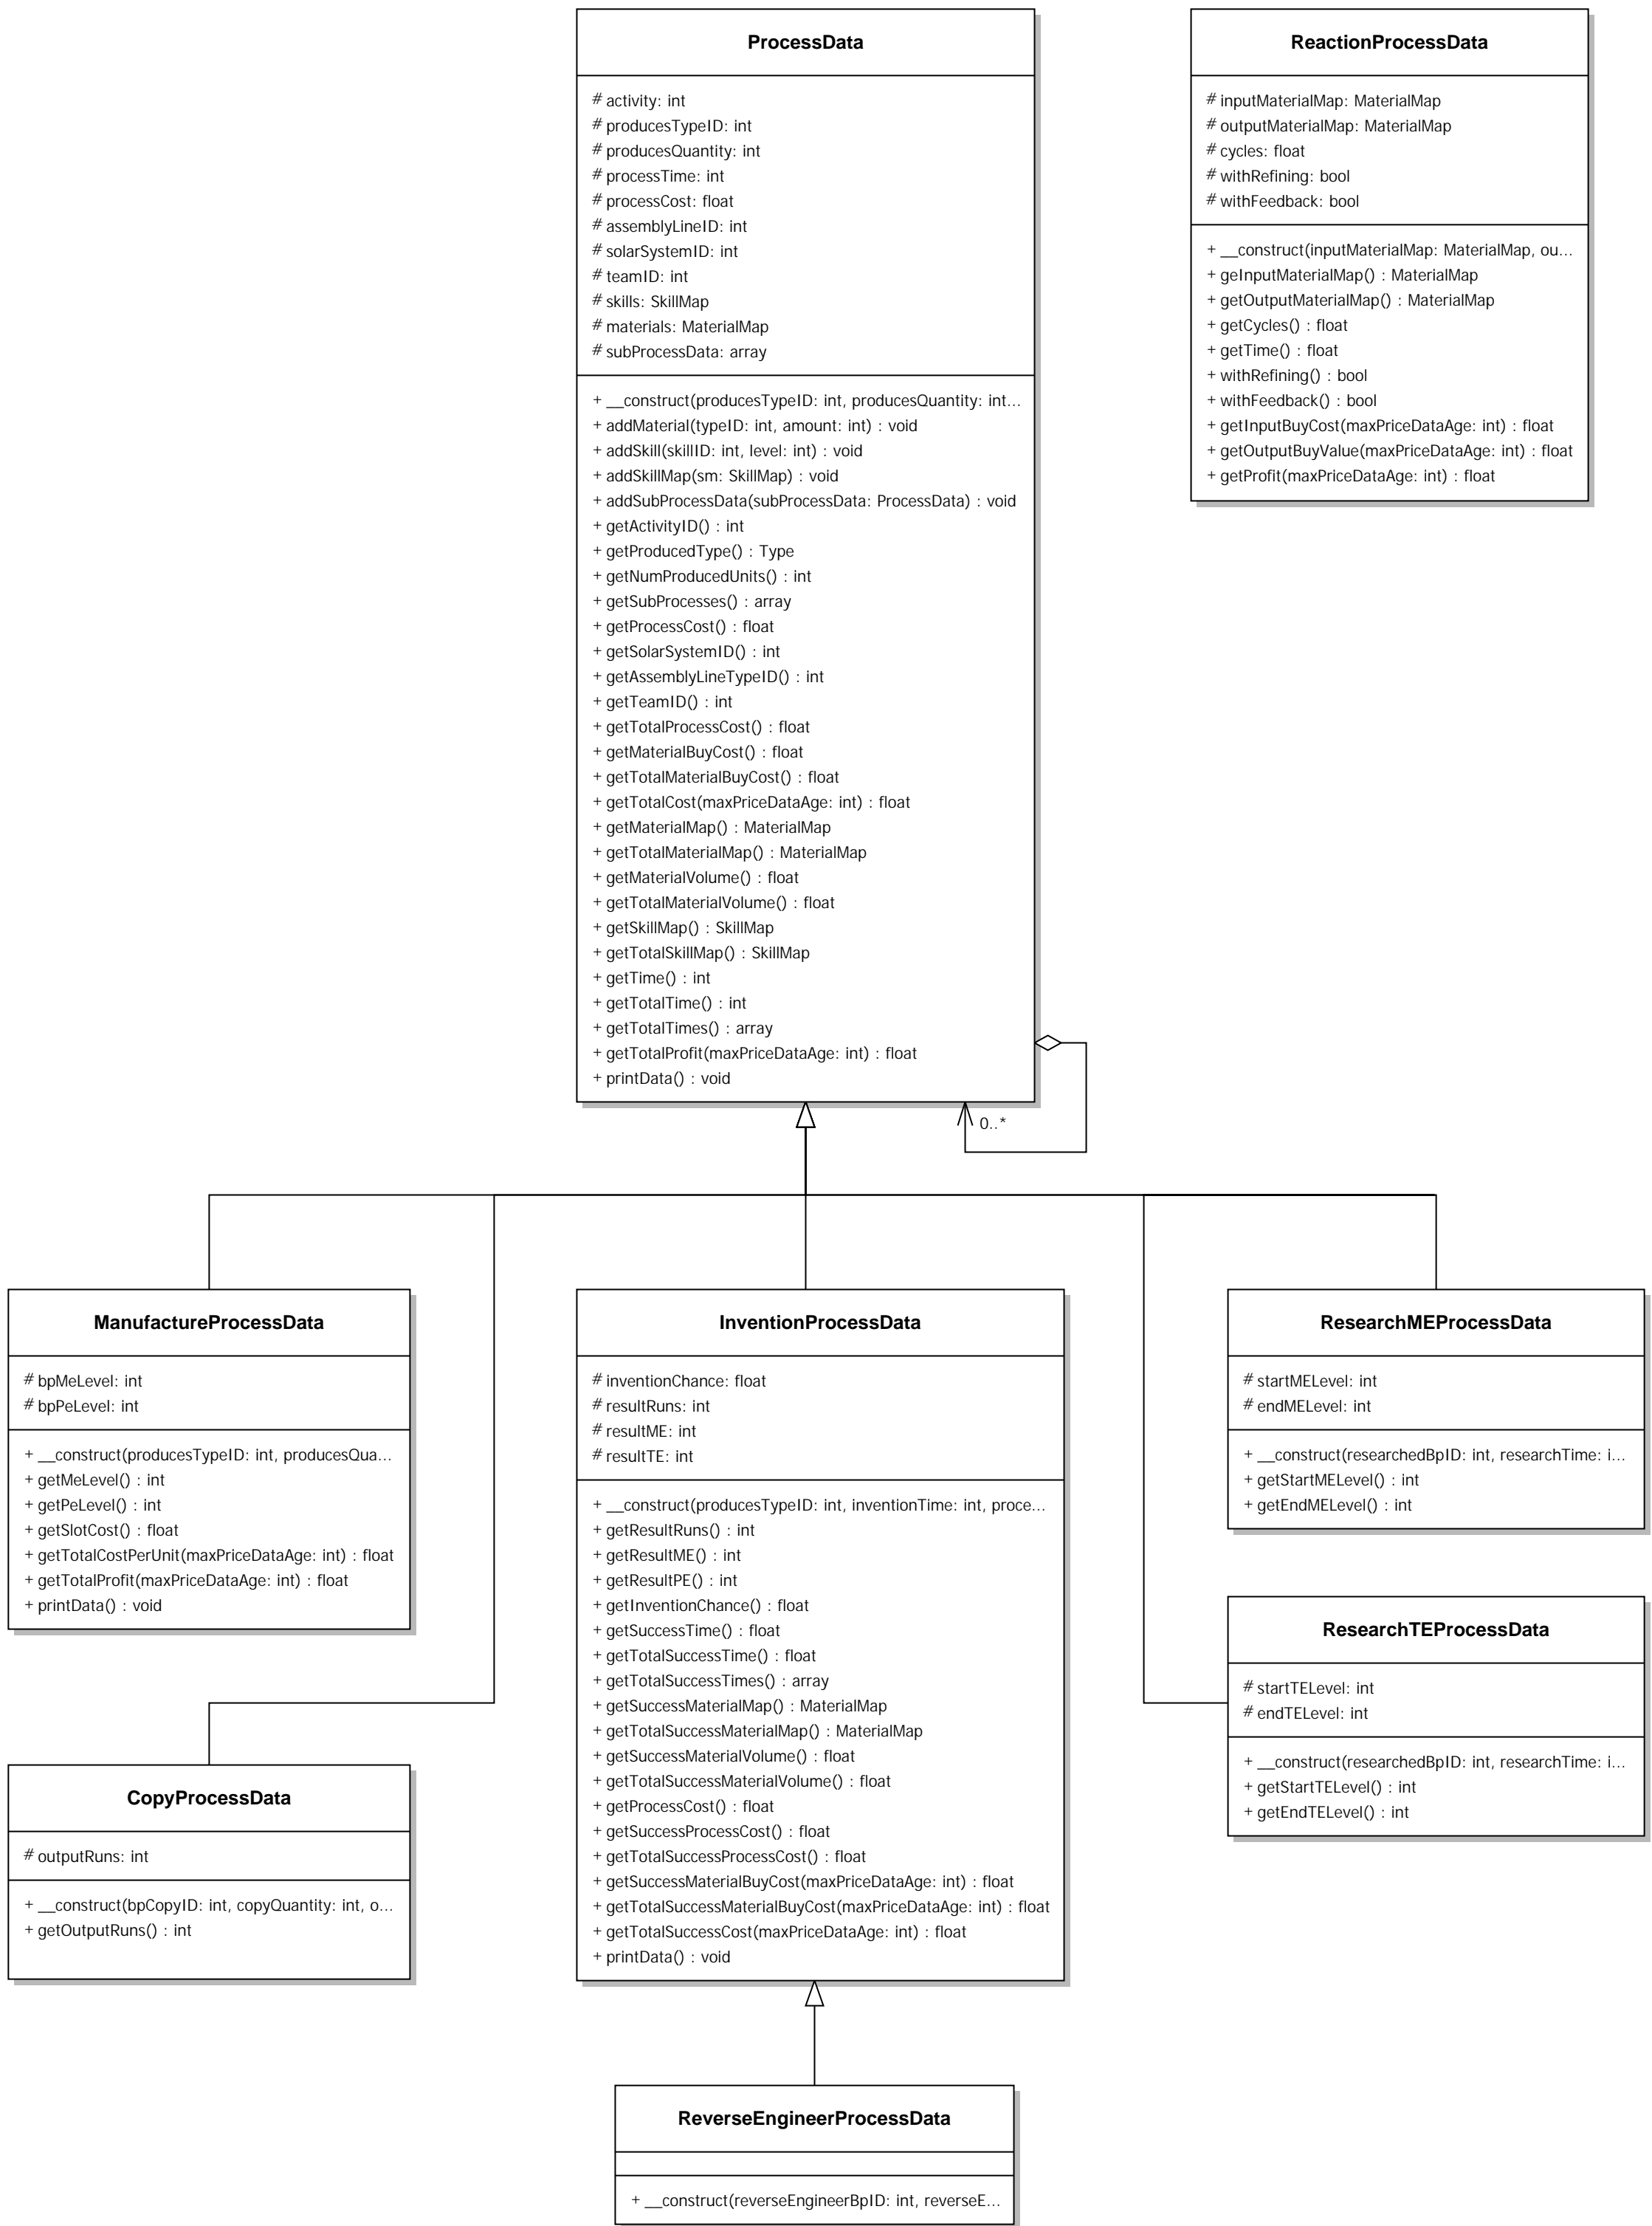 ProcessData
# activity: int
# producesTypeID: int
# producesQuantity: int
# processTime: int
# processCost: float
# assemblyLineID: int
# solarSystemID: int
# teamID: int
# skills: SkillMap
# materials: MaterialMap
# subProcessData: array
+ __construct(producesTypeID: int, producesQuantity: int...
+ addMaterial(typeID: int, amount: int) : void
+ addSkill(skillID: int, level: int) : void
+ addSkillMap(sm: SkillMap) : void
+ addSubProcessData(subProcessData: ProcessData) : void
+ getActivityID() : int
+ getProducedType() : Type
+ getNumProducedUnits() : int
+ getSubProcesses() : array
+ getProcessCost() : float
+ getSolarSystemID() : int
+ getAssemblyLineTypeID() : int
+ getTeamID() : int
+ getTotalProcessCost() : float
+ getMaterialBuyCost() : float
+ getTotalMaterialBuyCost() : float
+ getTotalCost(maxPriceDataAge: int) : float
+ getMaterialMap() : MaterialMap
+ getTotalMaterialMap() : MaterialMap
+ getMaterialVolume() : float
+ getTotalMaterialVolume() : float
+ getSkillMap() : SkillMap
+ getTotalSkillMap() : SkillMap
+ getTime() : int
+ getTotalTime() : int
+ getTotalTimes() : array
+ getTotalProfit(maxPriceDataAge: int) : float
+ printData() : void
0..*
ReactionProcessData
# inputMaterialMap: MaterialMap
# outputMaterialMap: MaterialMap
# cycles: float
# withRefining: bool
# withFeedback: bool
+ __construct(inputMaterialMap: MaterialMap, ou...
+ geInputMaterialMap() : MaterialMap
+ getOutputMaterialMap() : MaterialMap
+ getCycles() : float
+ getTime() : float
+ withRefining() : bool
+ withFeedback() : bool
+ getInputBuyCost(maxPriceDataAge: int) : float
+ getOutputBuyValue(maxPriceDataAge: int) : float
+ getProfit(maxPriceDataAge: int) : float
ManufactureProcessData
# bpMeLevel: int
# bpPeLevel: int
+ __construct(producesTypeID: int, producesQua...
+ getMeLevel() : int
+ getPeLevel() : int
+ getSlotCost() : float
+ getTotalCostPerUnit(maxPriceDataAge: int) : float
+ getTotalProfit(maxPriceDataAge: int) : float
+ printData() : void
CopyProcessData
# outputRuns: int
+ __construct(bpCopyID: int, copyQuantity: int, o...
+ getOutputRuns() : int
InventionProcessData
# inventionChance: float
# resultRuns: int
# resultME: int
# resultTE: int
+ __construct(producesTypeID: int, inventionTime: int, proce...
+ getResultRuns() : int
+ getResultME() : int
+ getResultPE() : int
+ getInventionChance() : float
+ getSuccessTime() : float
+ getTotalSuccessTime() : float
+ getTotalSuccessTimes() : array
+ getSuccessMaterialMap() : MaterialMap
+ getTotalSuccessMaterialMap() : MaterialMap
+ getSuccessMaterialVolume() : float
+ getTotalSuccessMaterialVolume() : float
+ getProcessCost() : float
+ getSuccessProcessCost() : float
+ getTotalSuccessProcessCost() : float
+ getSuccessMaterialBuyCost(maxPriceDataAge: int) : float
+ getTotalSuccessMaterialBuyCost(maxPriceDataAge: int) : float
+ getTotalSuccessCost(maxPriceDataAge: int) : float
+ printData() : void
ResearchMEProcessData
# startMELevel: int
# endMELevel: int
+ __construct(researchedBpID: int, researchTime: i...
+ getStartMELevel() : int
+ getEndMELevel() : int
ResearchTEProcessData
# startTELevel: int
# endTELevel: int
+ __construct(researchedBpID: int, researchTime: i...
+ getStartTELevel() : int
+ getEndTELevel() : int
ReverseEngineerProcessData
+ __construct(reverseEngineerBpID: int, reverseE...